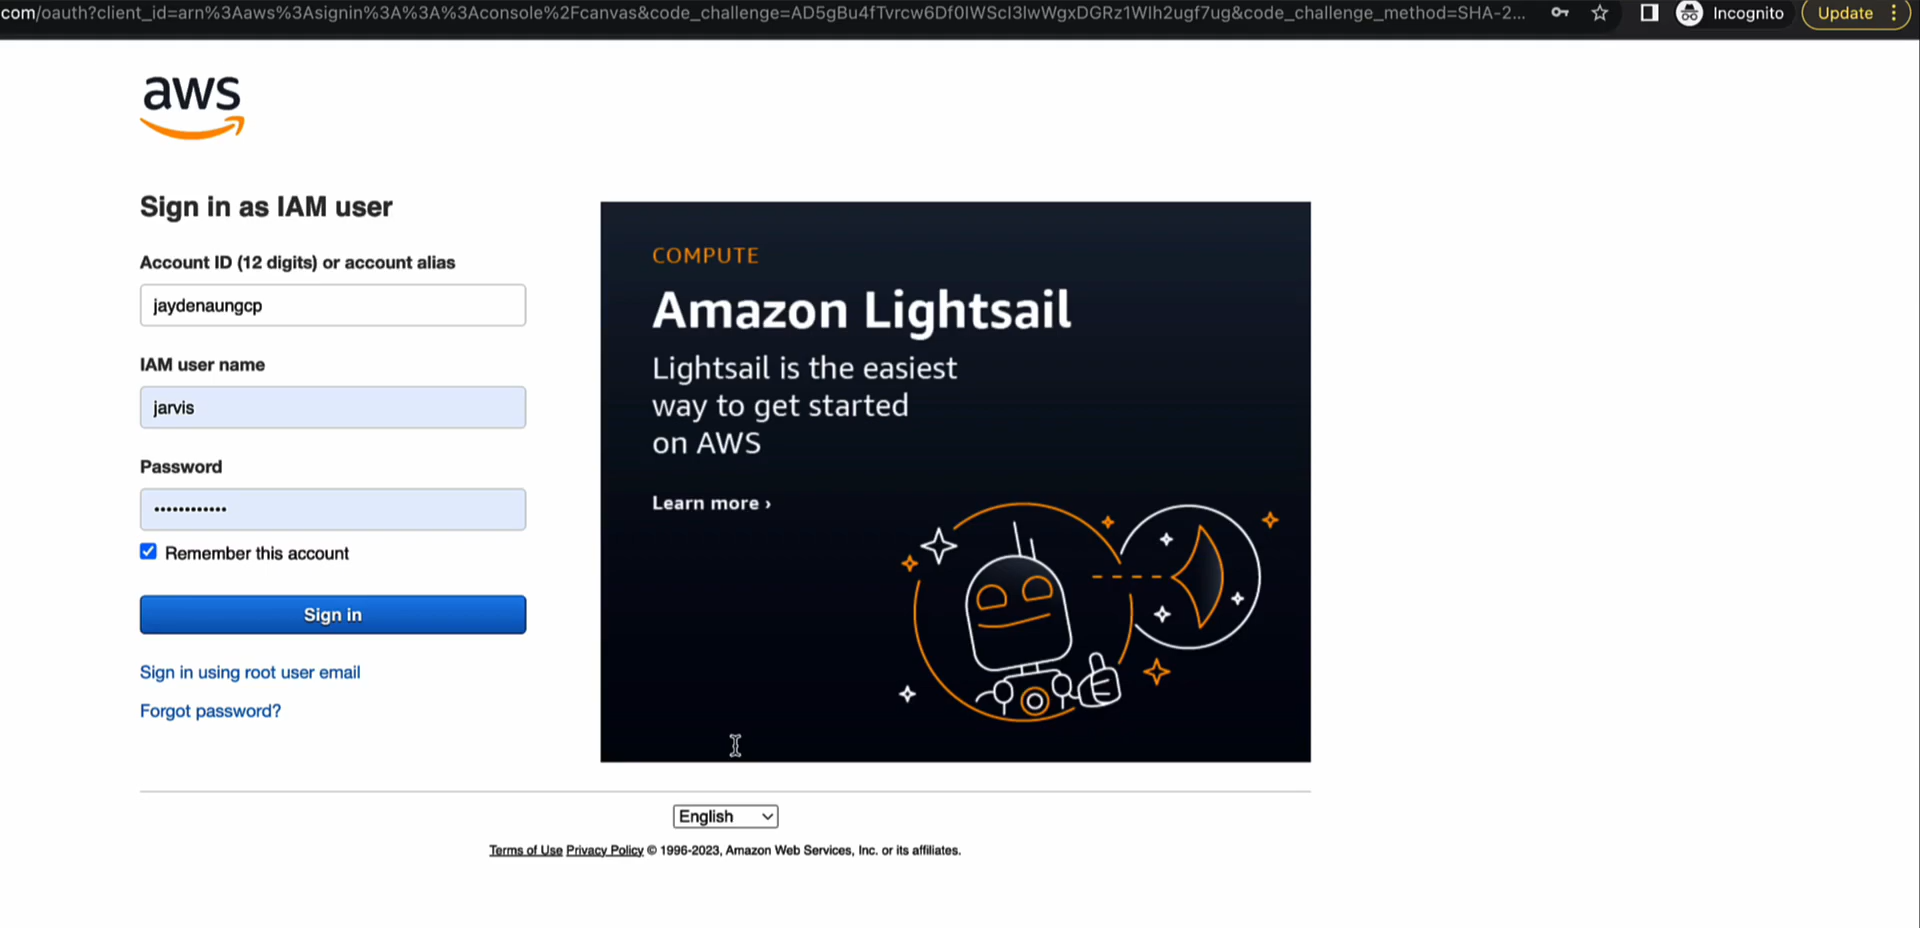 com/oauth?client_id=arn%3Aaws%3Asignin%3A%3A%3Aconsole%2Fcanvas&code_challenge=AD5gBu4fTvrcw6Df0IWScI3lwWgxDGRz1WIh2ugf7ug&code_challenge_method=SHA-2...
Incognito
Update
aws
Sign in as IAM user
Account ID (12 digits) or account alias
jaydenaungcp
IAM user name
jarvis
Password
••••••••••••
Remember this account
Sign in
Sign in using root user email
Forgot password?
COMPUTE
Amazon Lightsail
Lightsail is the easiest
way to get started
on AWS
Learn more ›
English
Terms of Use Privacy Policy © 1996-2023, Amazon Web Services, Inc. or its affiliates.